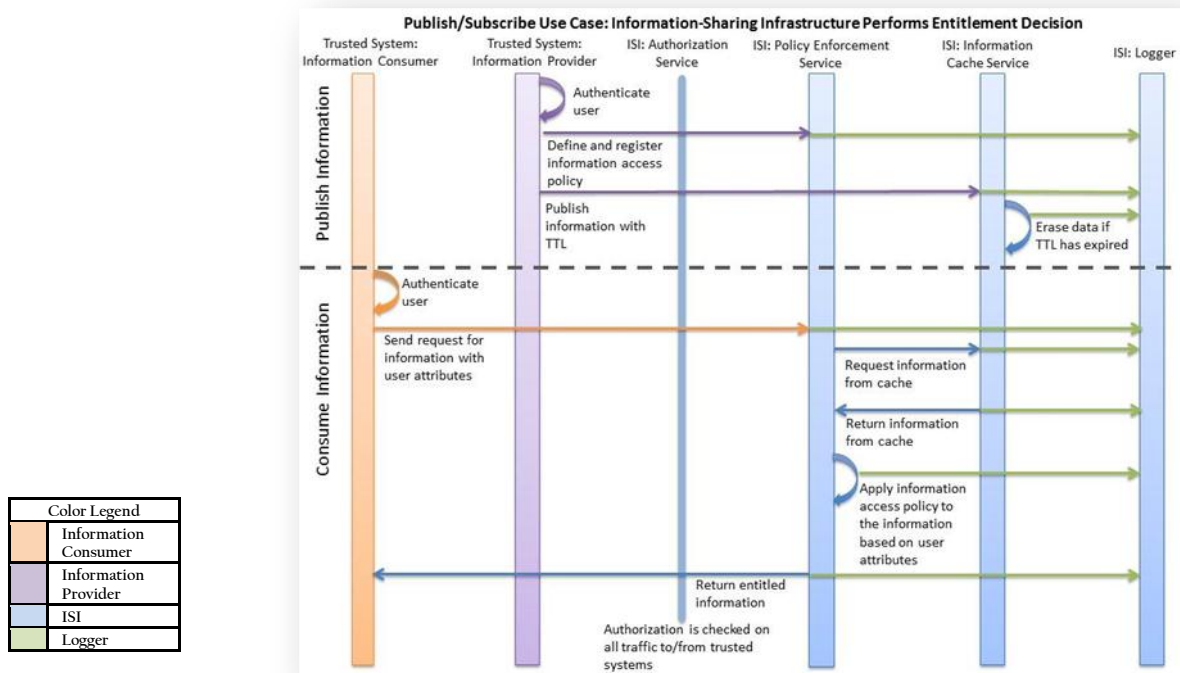 Publish/Subscribe Use Case: Information-Sharing Infrastructure Performs Entitlement Decision
Trusted System:
Information Consumer
Trusted System:
Information Provider
ISI: Authorization
Service
ISI: Policy Enforcement
Service
ISI: Information
Cache Service
ISI: Logger
Publish Information
Authenticate
user
Define and register
information access
policy
Publish
information with
TTL
Erase data if
TTL has expired
Consume Information
Authenticate
user
Send request for
information with
user attributes
Request information
from cache
Return information
from cache
Apply information
access policy to
the information
based on user
attributes
Return entitled
information
Authorization is checked on
all traffic to/from trusted
systems
Color Legend
Information
Consumer
Information
Provider
ISI
Logger